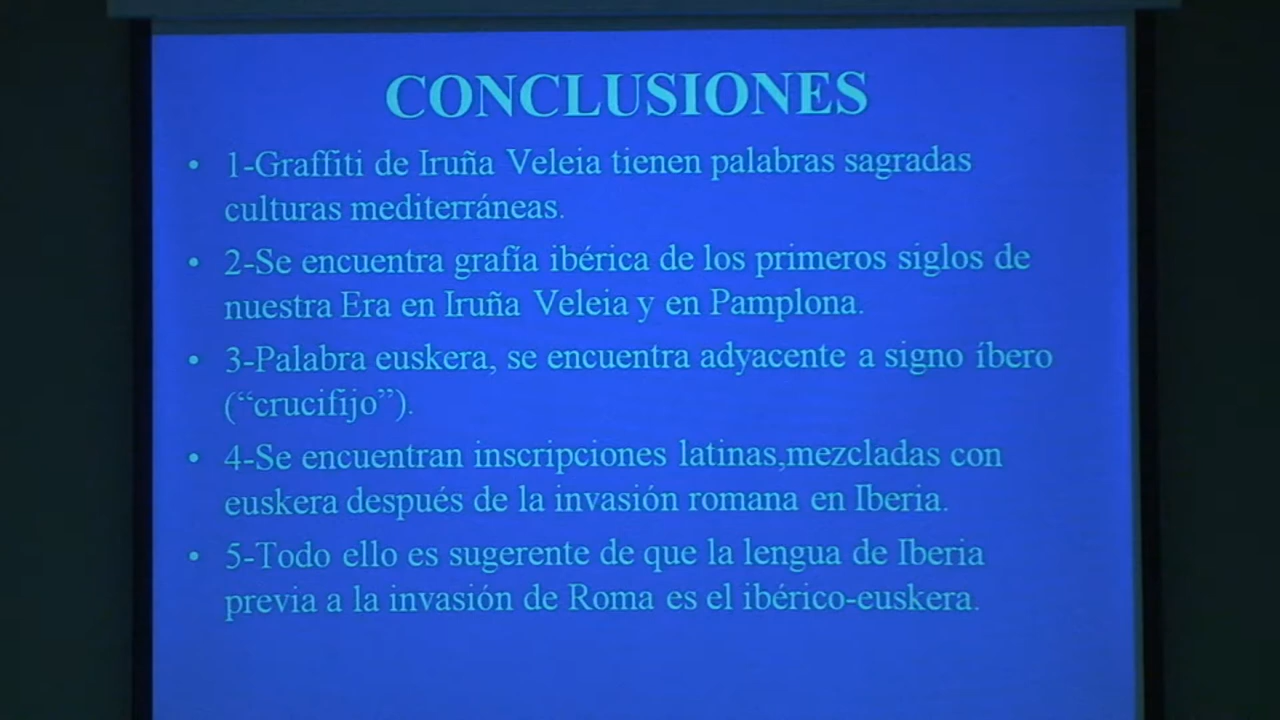 CONCLUSIONES
• 1-Graffiti de Iruña Veleia tienen palabras sagradas
culturas mediterráneas.
• 2-Se encuentra grafía ibérica de los primeros siglos de
nuestra Era en Iruña Veleia y en Pamplona.
• 3-Palabra euskera, se encuentra adyacente a signo íbero
(“crucifijo”).
• 4-Se encuentran inscripciones latinas,mezcladas con
euskera después de la invasión romana en Iberia.
• 5-Todo ello es sugerente de que la lengua de Iberia
previa a la invasión de Roma es el ibérico-euskera.